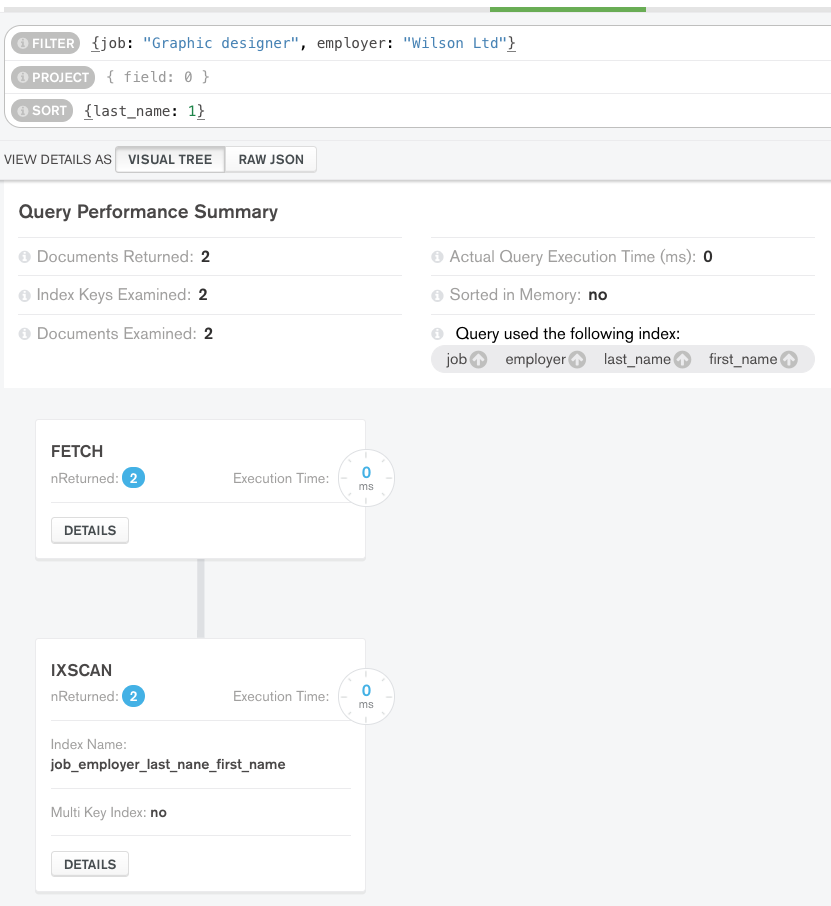 FILTER {job: "Graphic designer", employer: "Wilson Ltd"}
PROJECT { field: 0 }
SORT {last_name: 1}
VIEW DETAILS AS VISUAL TREE RAW JSON
Query Performance Summary
Documents Returned: 2
Index Keys Examined: 2
Documents Examined: 2
Actual Query Execution Time (ms): 0
Sorted in Memory: no
Query used the following index:
job employer last_name first_name
FETCH
nReturned: 2 Execution Time: 0 ms
DETAILS
IXSCAN
nReturned: 2 Execution Time: 0 ms
Index Name:
job_employer_last_nane_first_name
Multi Key Index: no
DETAILS